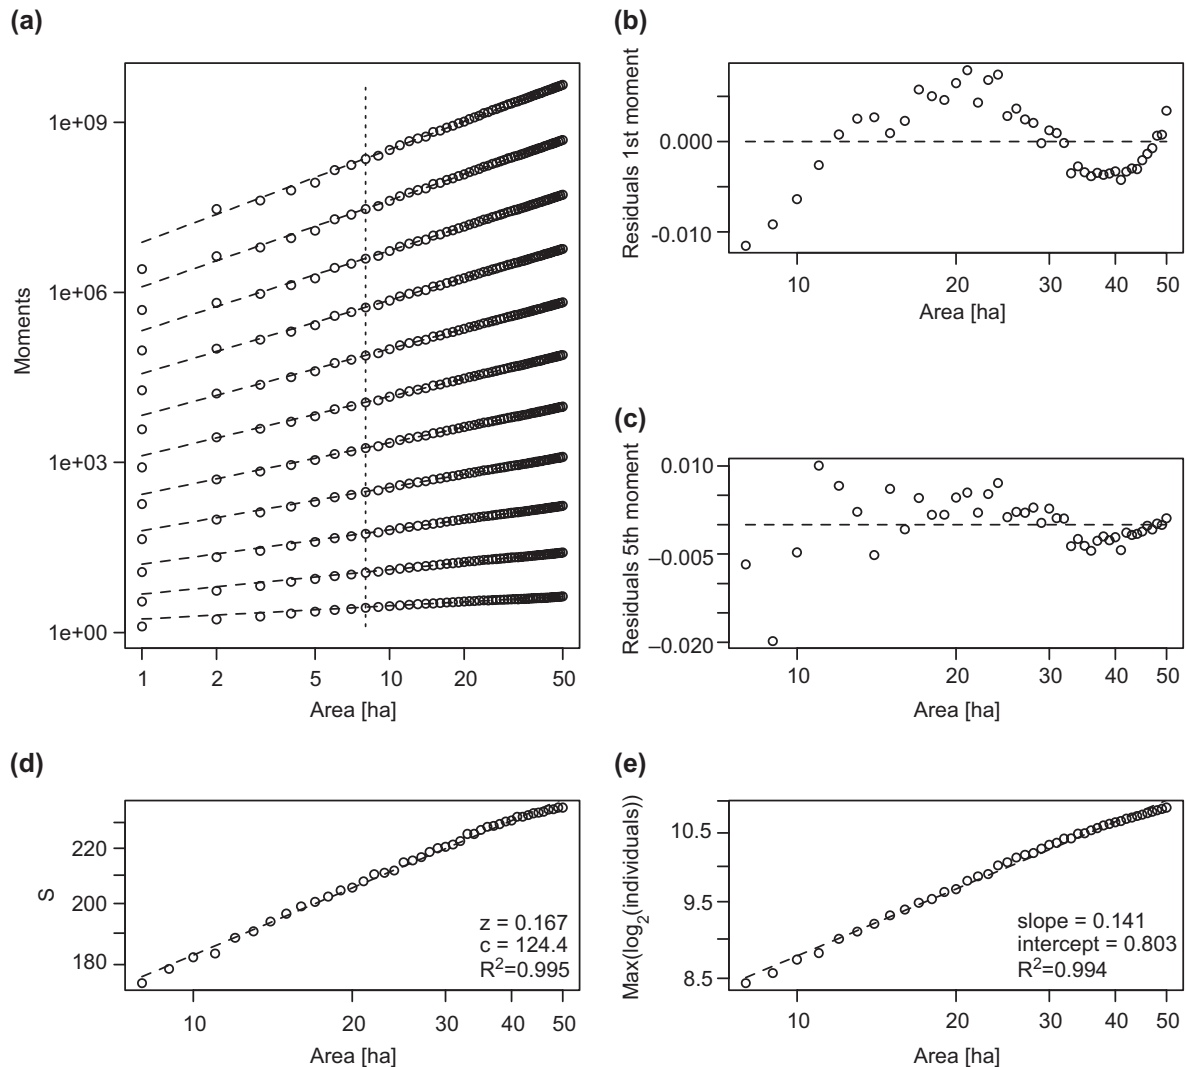 (a)
Moments
1e+09
1e+06
1e+03
1e+00
1 2 5 10 20 50
Area [ha]
(b)
Residuals 1st moment
0.000
-0.010
10 20 30 40 50
Area [ha]
(c)
Residuals 5th moment
0.010
–0.005
–0.020
10 20 30 40 50
Area [ha]
(d)
S
220
200
180
z = 0.167
c = 124.4
R²=0.995
10 20 30 40 50
Area [ha]
(e)
Max(log₂(individuals))
10.5
9.5
8.5
slope = 0.141
intercept = 0.803
R²=0.994
10 20 30 40 50
Area [ha]